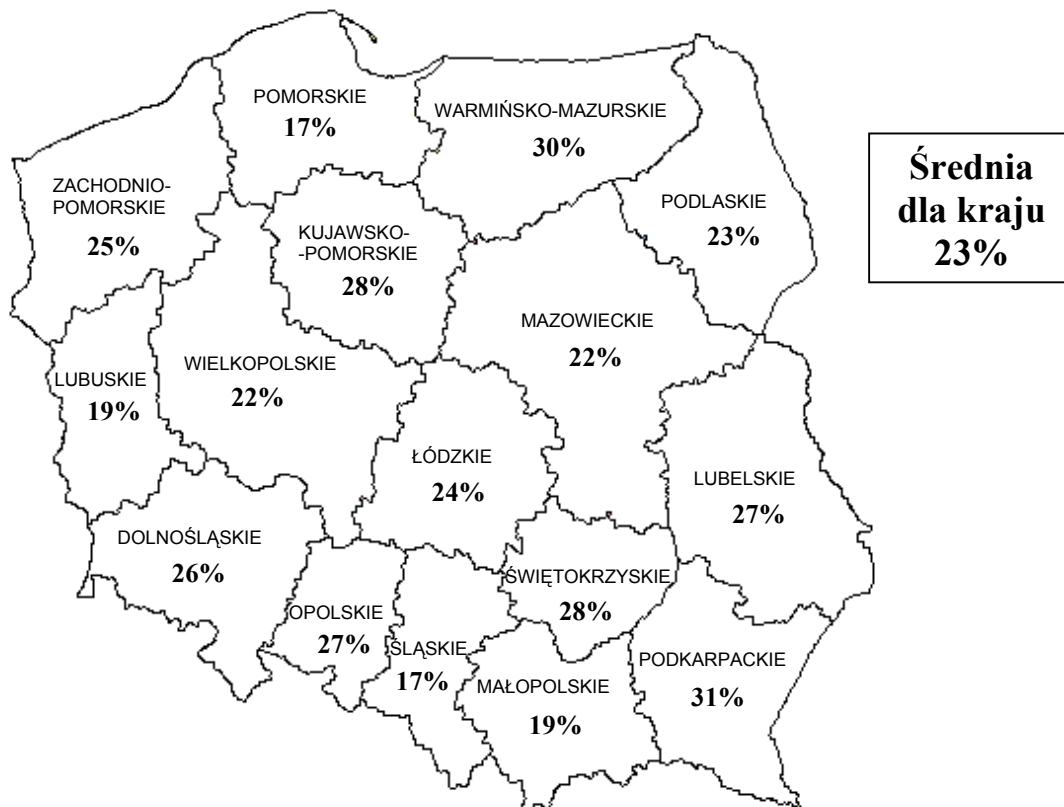 POMORSKIE
17%
WARMIŃSKO-MAZURSKIE
30%
ZACHODNIO-
POMORSKIE
25%
KUJAWSKO-
-POMORSKIE
28%
PODLASKIE
23%
Średnia
dla kraju
23%
MAZOWIECKIE
22%
LUBUSKIE
19%
WIELKOPOLSKIE
22%
ŁÓDZKIE
24%
LUBELSKIE
27%
DOLNOŚLĄSKIE
26%
OPOLSKIE
27%
ŚLĄSKIE
17%
ŚWIĘTOKRZYSKIE
28%
MAŁOPOLSKIE
19%
PODKARPACKIE
31%